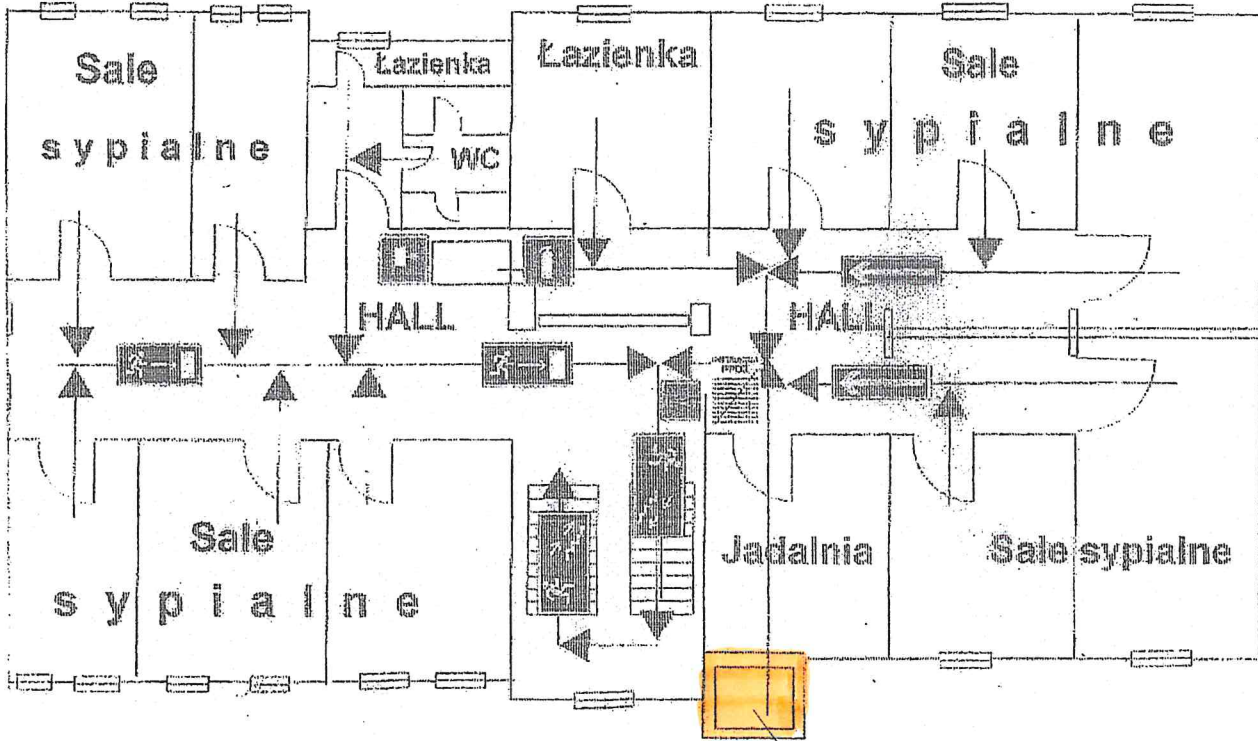 Sale
sypialne
Łazienka
WC
Łazienka
Sale
sypialne
HALL
HALL
Sale
sypialne
Jadalnia
Sale sypialne